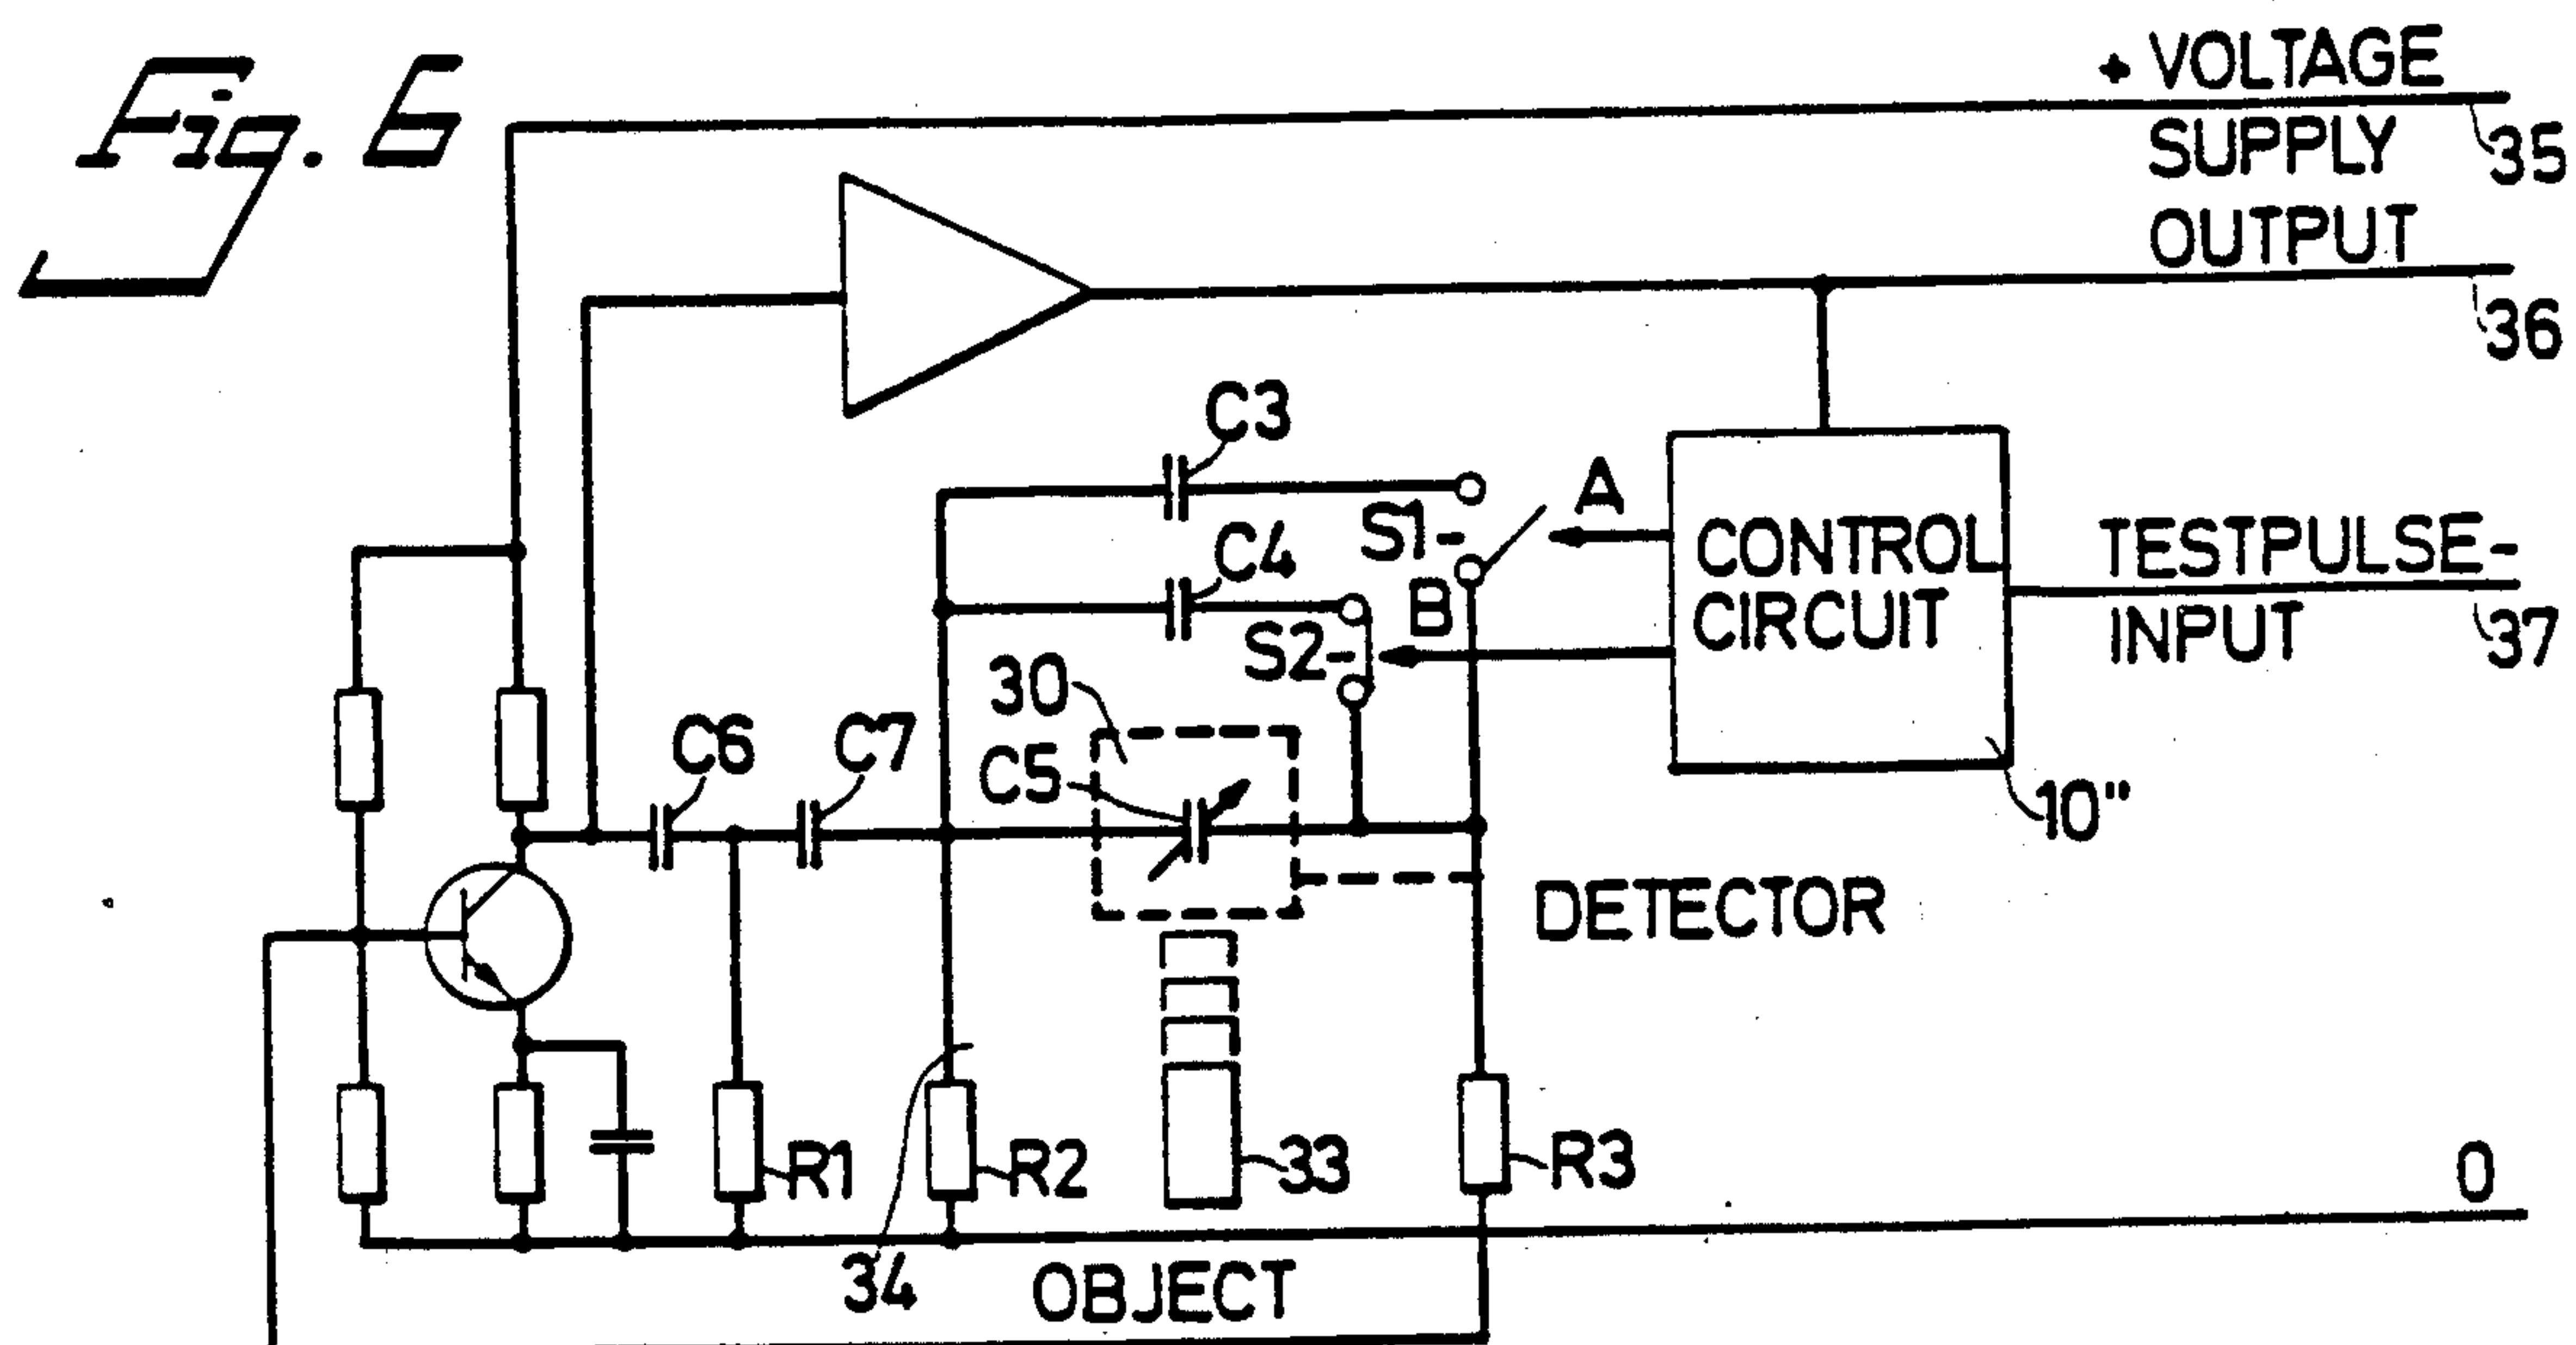 Fig. 6
+ VOLTAGE
SUPPLY
35
OUTPUT
36
C3
S1-
A
C4
B
S2-
CONTROL
CIRCUIT
TESTPULSE-
INPUT
37
30
C6
C7
C5
10"
DETECTOR
R1
R2
33
R3
0
34
OBJECT